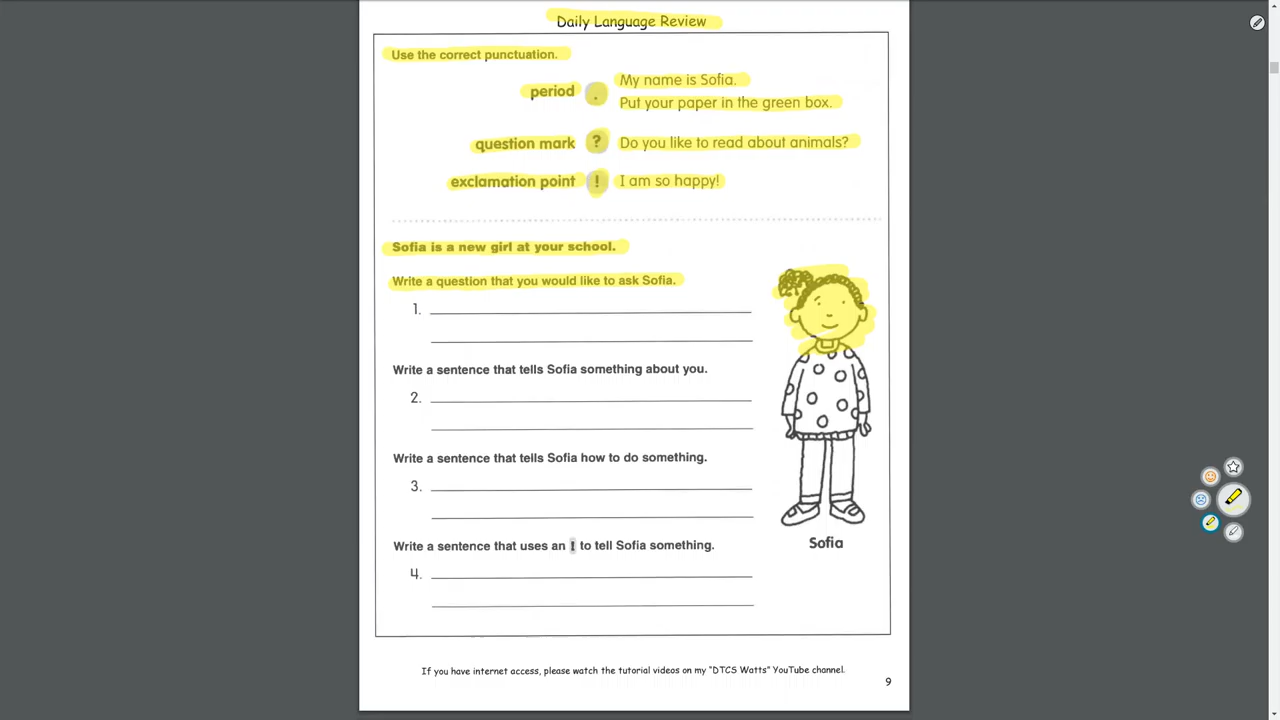 Daily Language Review
Use the correct punctuation.
period . My name is Sofia.
Put your paper in the green box.
question mark ? Do you like to read about animals?
exclamation point ! I am so happy!
Sofia is a new girl at your school.
Write a question that you would like to ask Sofia.
1.
Write a sentence that tells Sofia something about you.
2.
Write a sentence that tells Sofia how to do something.
3.
Write a sentence that uses an ! to tell Sofia something.
4.
Sofia
If you have internet access, please watch the tutorial videos on my "DTCS Watts" YouTube channel.
9